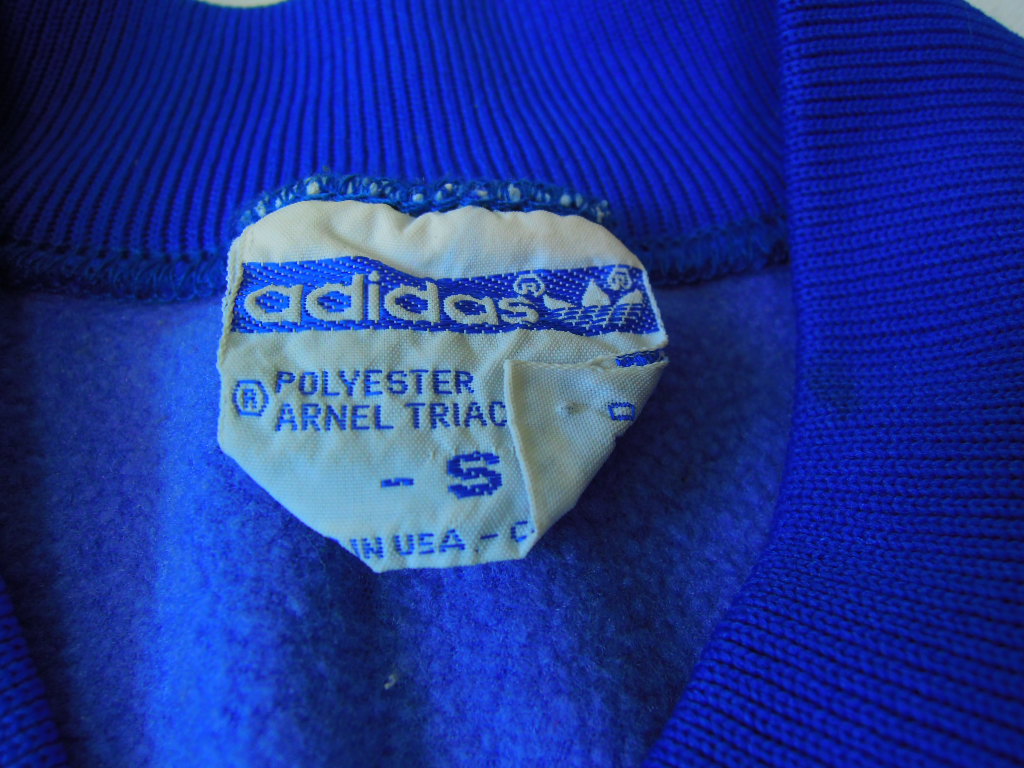 adidas®
® POLYESTER
ARNEL TRIAC
- S
IN USA - C